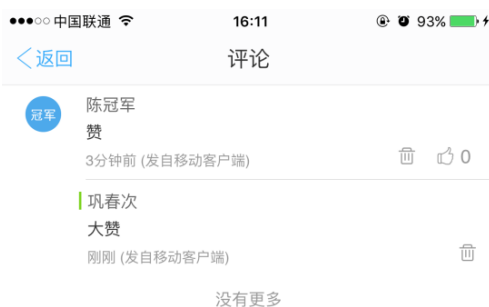 中国联通 16:11 93%
返回 评论
冠军 陈冠军
赞
3分钟前 (发自移动客户端) 0
巩春次
大赞
刚刚 (发自移动客户端)
没有更多